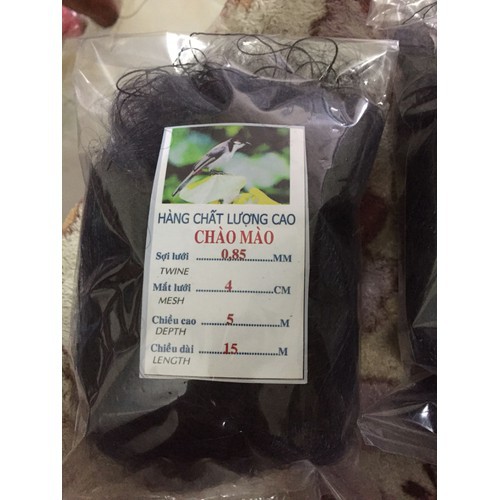 HÀNG CHẤT LƯỢNG CAO
CHÀO MÀO
Sợi lưới ........0,85............MM
TWINE
Mắt lưới ........4............CM
MESH
Chiều cao ........5............M
DEPTH
Chiều dài ........15............M
LENGTH